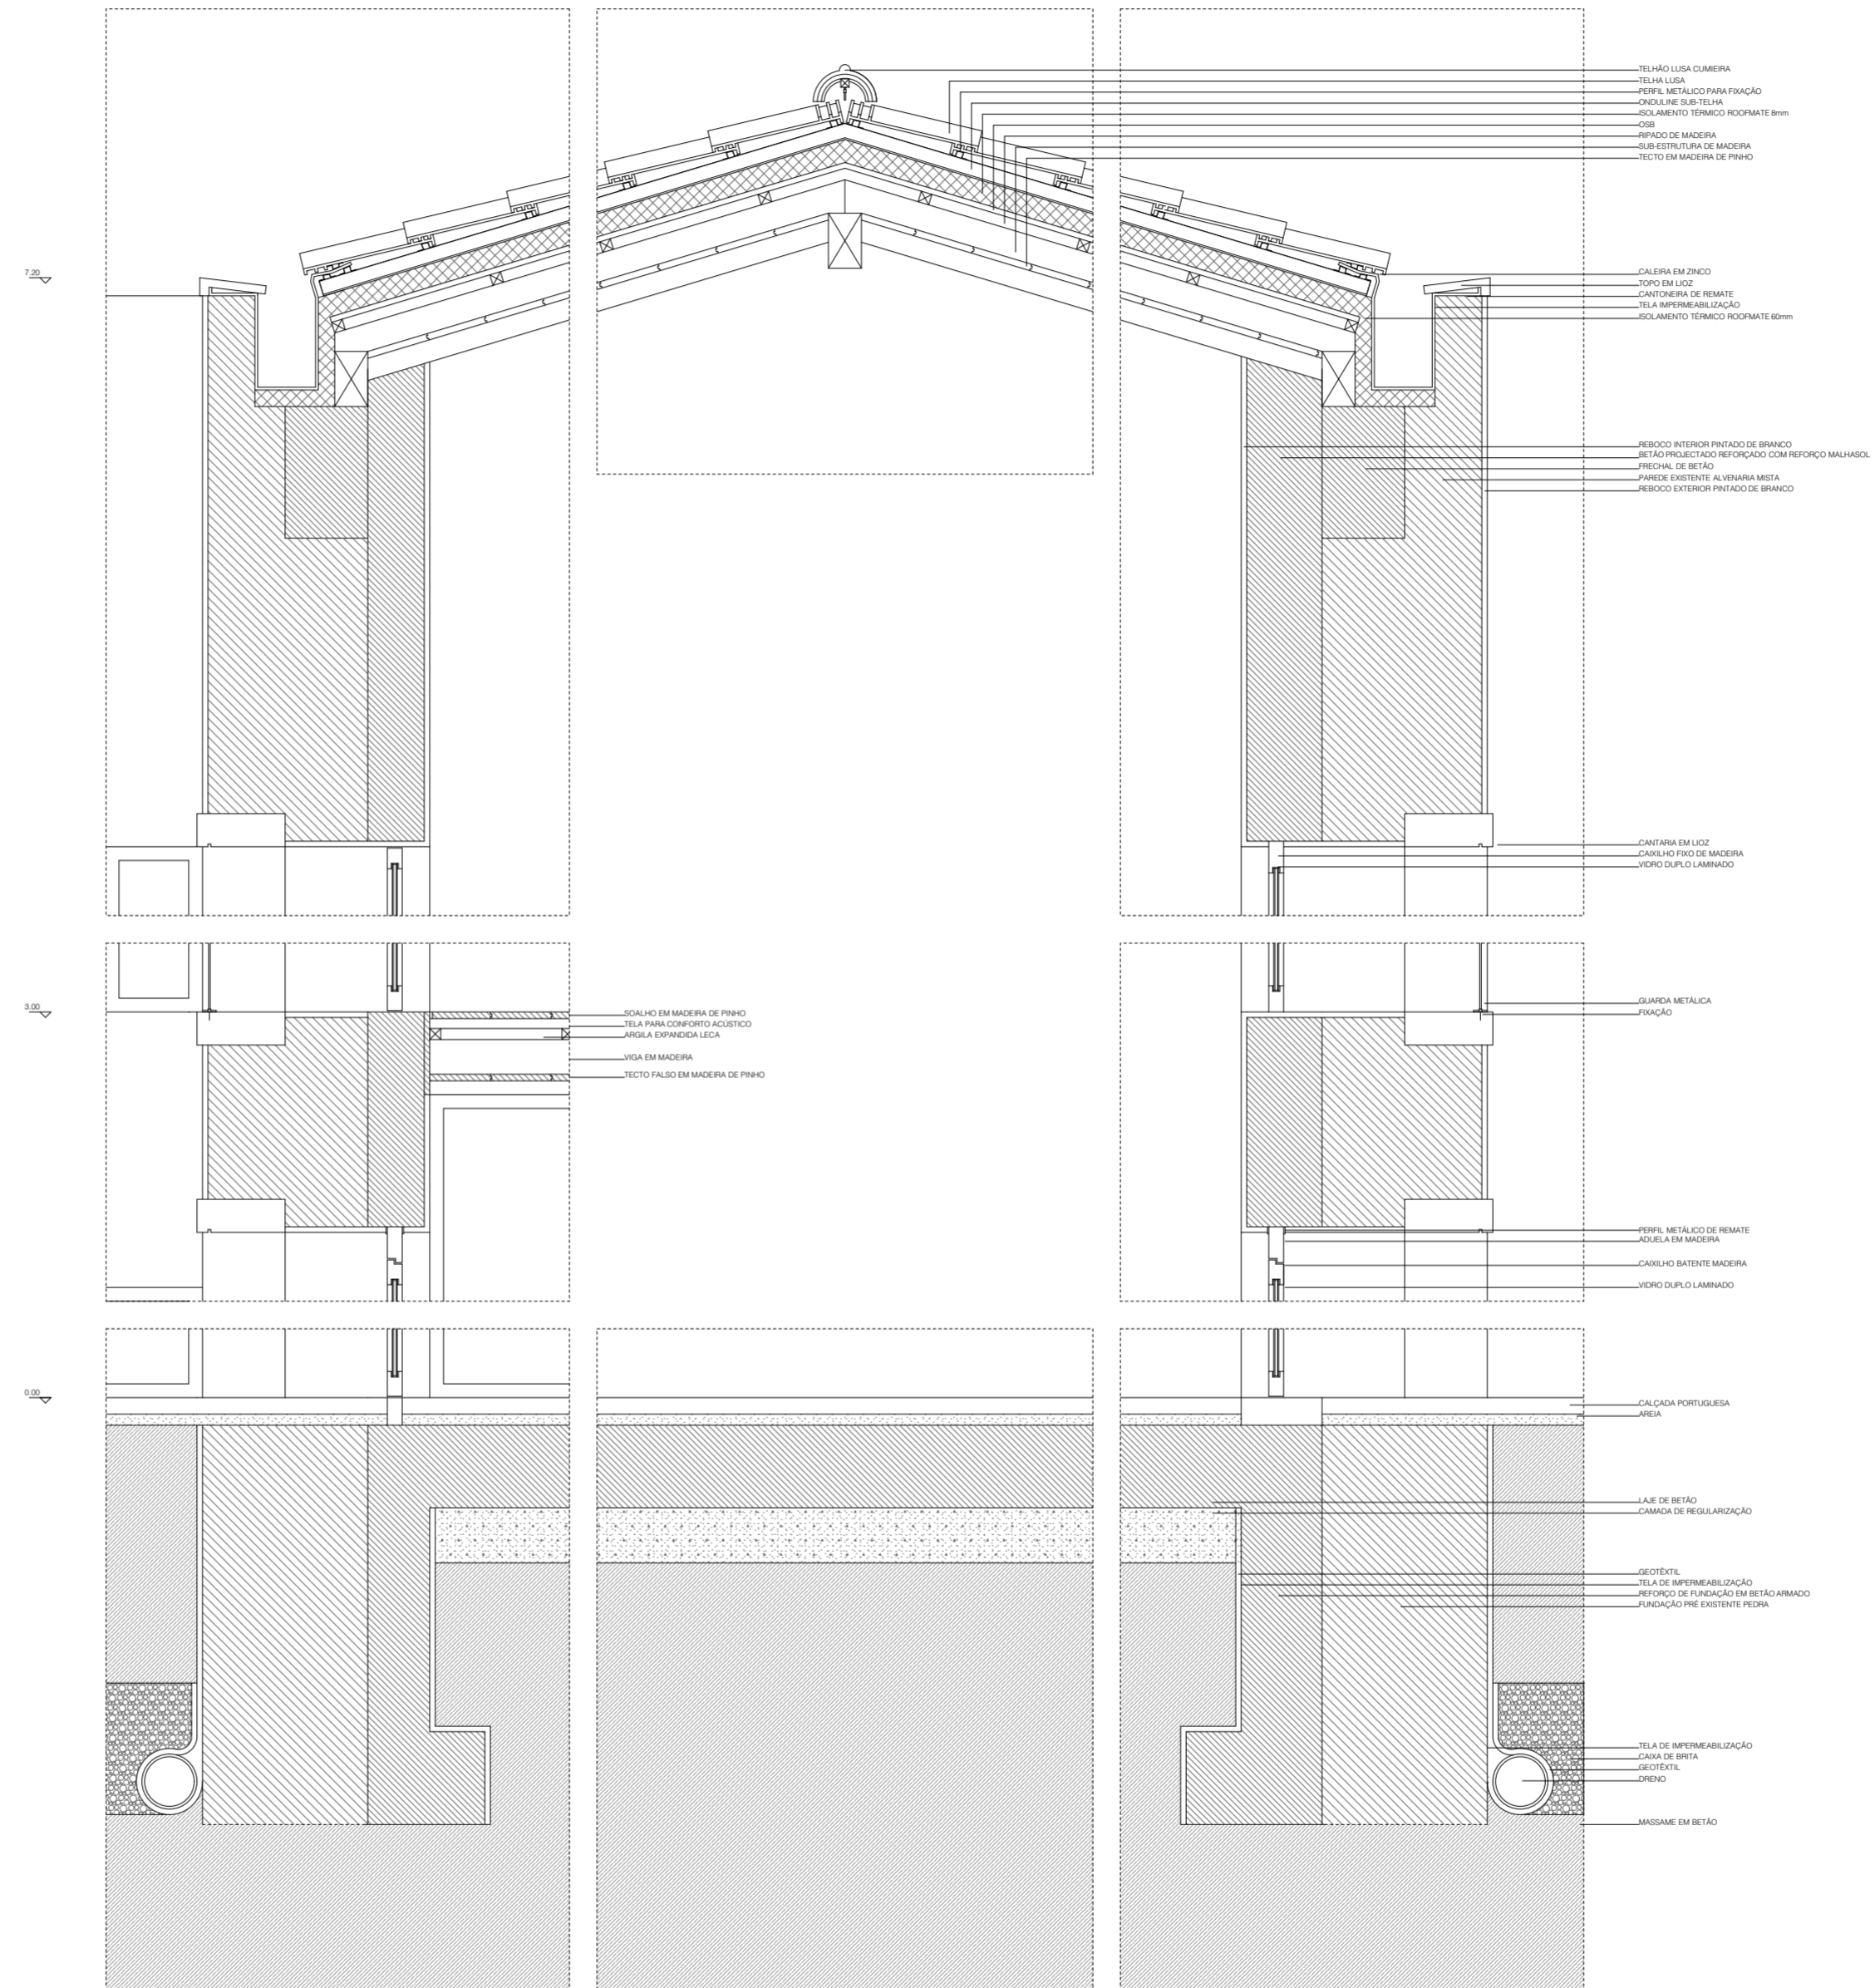 TELHÃO LUSA CUMIEIRA
TELHA LUSA
PERFIL METÁLICO PARA FIXAÇÃO
ONDULINE SUB-TELHA
ISOLAMENTO TÉRMICO ROOFMATE 8mm
OSB
RIPADO DE MADEIRA
SUB-ESTRUTURA DE MADEIRA
TECTO EM MADEIRA DE PINHO
7.20
CALEIRA EM ZINCO
TOPO EM LIOZ
CANTONEIRA DE REMATE
TELA IMPERMEABILIZAÇÃO
ISOLAMENTO TÉRMICO ROOFMATE 60mm
REBOCO INTERIOR PINTADO DE BRANCO
BETÃO PROJECTADO REFORÇADO COM REFORÇO MALHASOL
FRECHAL DE BETÃO
PAREDE EXISTENTE ALVENARIA MISTA
REBOCO EXTERIOR PINTADO DE BRANCO
CANTARIA EM LIOZ
CAIXILHO FIXO DE MADEIRA
VIDRO DUPLO LAMINADO
3.00
SOALHO EM MADEIRA DE PINHO
TELA PARA CONFORTO ACÚSTICO
ARGILA EXPANDIDA LECA
VIGA EM MADEIRA
TECTO FALSO EM MADEIRA DE PINHO
GUARDA METÁLICA
FIXAÇÃO
PERFIL METÁLICO DE REMATE
ADUELA EM MADEIRA
CAIXILHO BATENTE MADEIRA
VIDRO DUPLO LAMINADO
0.00
CALÇADA PORTUGUESA
AREIA
LAJE DE BETÃO
CAMADA DE REGULARIZAÇÃO
GEOTÊXTIL
TELA DE IMPERMEABILIZAÇÃO
REFORÇO DE FUNDAÇÃO EM BETÃO ARMADO
FUNDAÇÃO PRÉ EXISTENTE PEDRA
TELA DE IMPERMEABILIZAÇÃO
CAIXA DE BRITA
GEOTÊXTIL
DRENO
MASSAME EM BETÃO